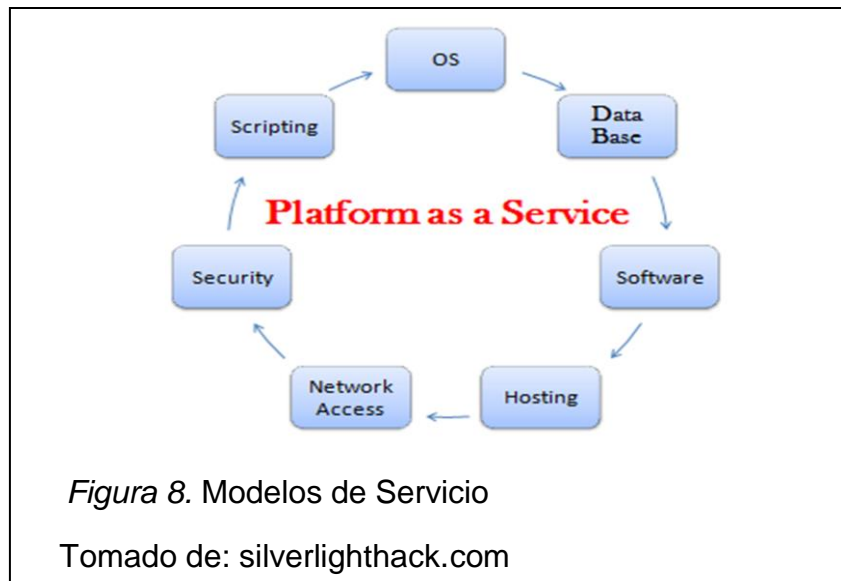 OS
Data
Base
Scripting
Platform as a Service
Security
Software
Network
Access
Hosting
Figura 8. Modelos de Servicio
Tomado de: silverlighthack.com